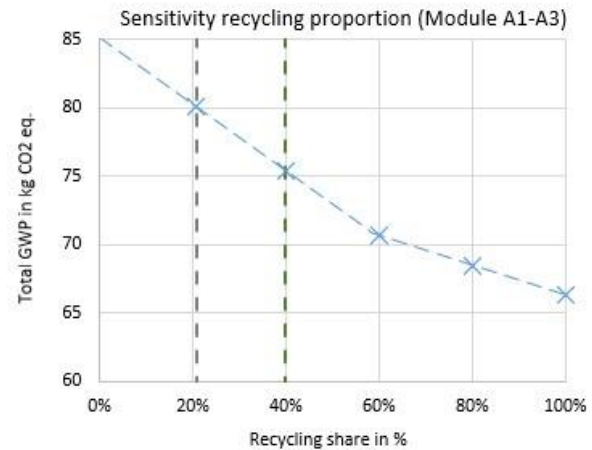 Sensitivity recycling proportion (Module A1-A3)
Total GWP in kg CO2 eq.
85
80
75
70
65
60
0% 20% 40% 60% 80% 100%
Recycling share in %